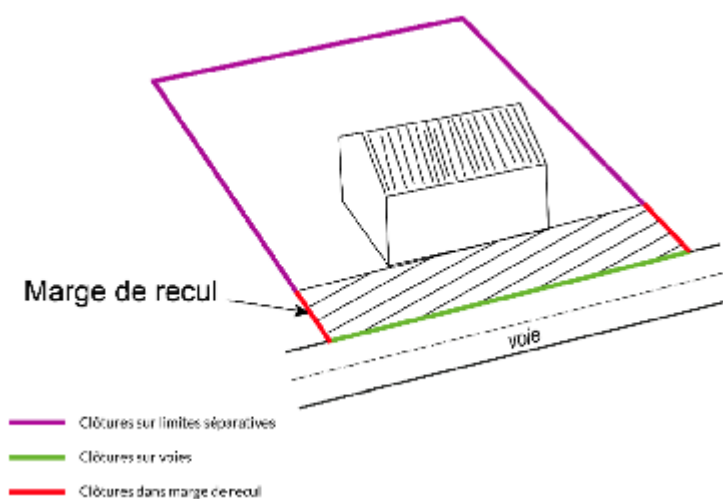 Marge de recul
voie
Clôtures sur limites séparatives
Clôtures sur voies
Clôtures dans marge de recul